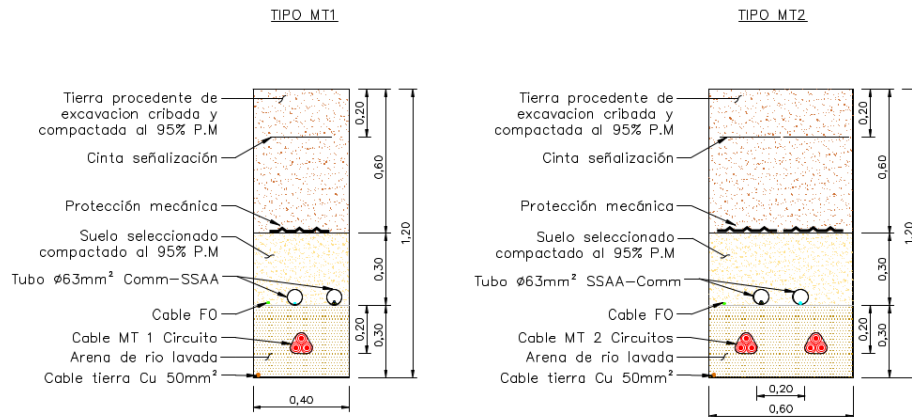 TIPO MT1
Tierra procedente de
excavacion cribada y
compactada al 95% P.M
Cinta señalización
Protección mecánica
Suelo seleccionado
compactado al 95% P.M
Tubo Ø63mm² Comm-SSAA
Cable FO
Cable MT 1 Circuito
Arena de rio lavada
Cable tierra Cu 50mm²
0,20
0,60
1,20
0,30
0,20
0,30
0,40
TIPO MT2
Tierra procedente de
excavacion cribada y
compactada al 95% P.M
Cinta señalización
Protección mecánica
Suelo seleccionado
compactado al 95% P.M
Tubo Ø63mm² SSAA-Comm
Cable FO
Cable MT 2 Circuitos
Arena de rio lavada
Cable tierra Cu 50mm²
0,20
0,60
1,20
0,30
0,20
0,30
0,20
0,60